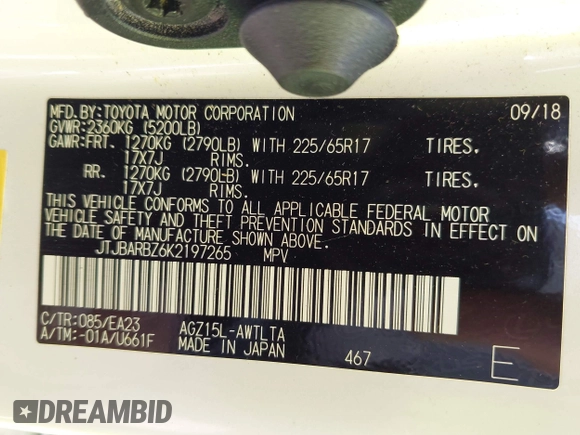 MFD.BY:TOYOTA MOTOR CORPORATION 09/18
GVWR:2360KG (5200LB)
GAWR:FRT. 1270KG (2790LB) WITH 225/65R17 TIRES.
17X7J RIMS.
RR. 1270KG (2790LB) WITH 225/65R17 TIRES.
17X7J RIMS.
THIS VEHICLE CONFORMS TO ALL APPLICABLE FEDERAL MOTOR
VEHICLE SAFETY AND THEFT PREVENTION STANDARDS IN EFFECT ON
THE DATE OF MANUFACTURE SHOWN ABOVE.
JTJBARBZ6K2197265 MPV
C/TR:085/EA23 AGZ15L-AWTLTA
A/TM:-01A/U661F MADE IN JAPAN 467 E
DREAMBID